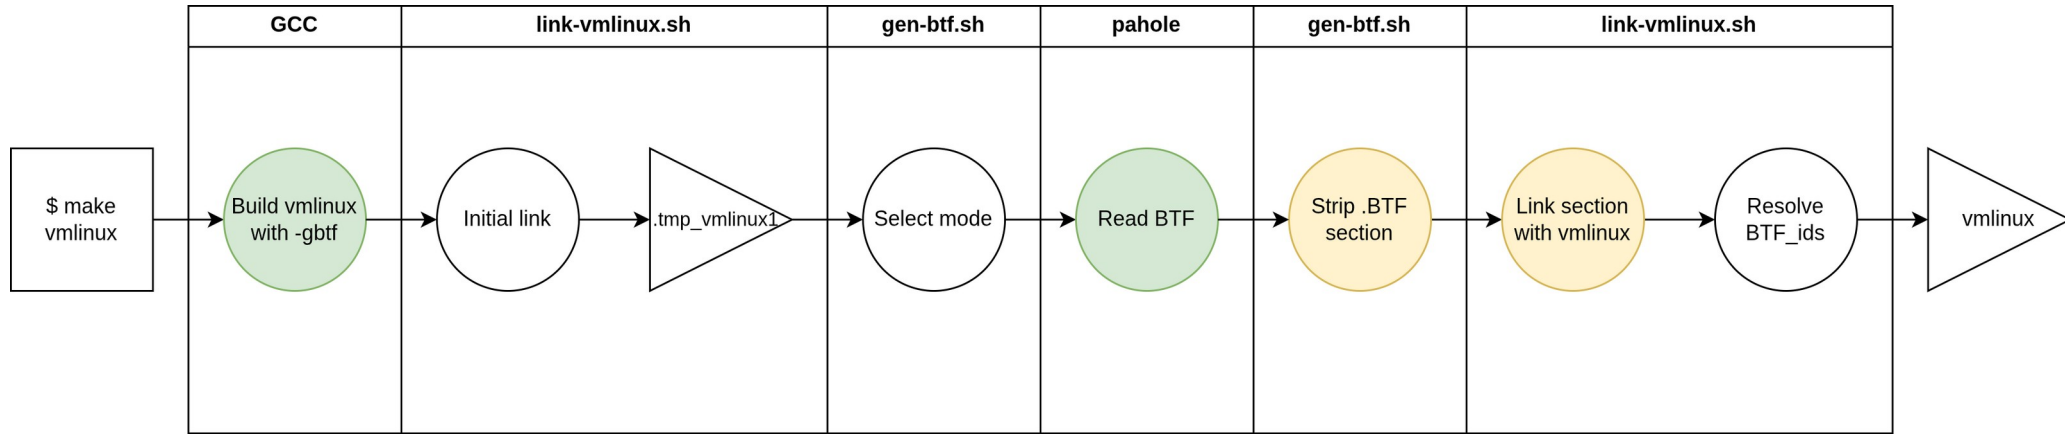 GCC
link-vmlinux.sh
gen-btf.sh
pahole
gen-btf.sh
link-vmlinux.sh
$ make
vmlinux
Build vmlinux
with -gbtf
Initial link
.tmp_vmlinux1
Select mode
Read BTF
Strip .BTF
section
Link section
with vmlinux
Resolve
BTF_ids
vmlinux